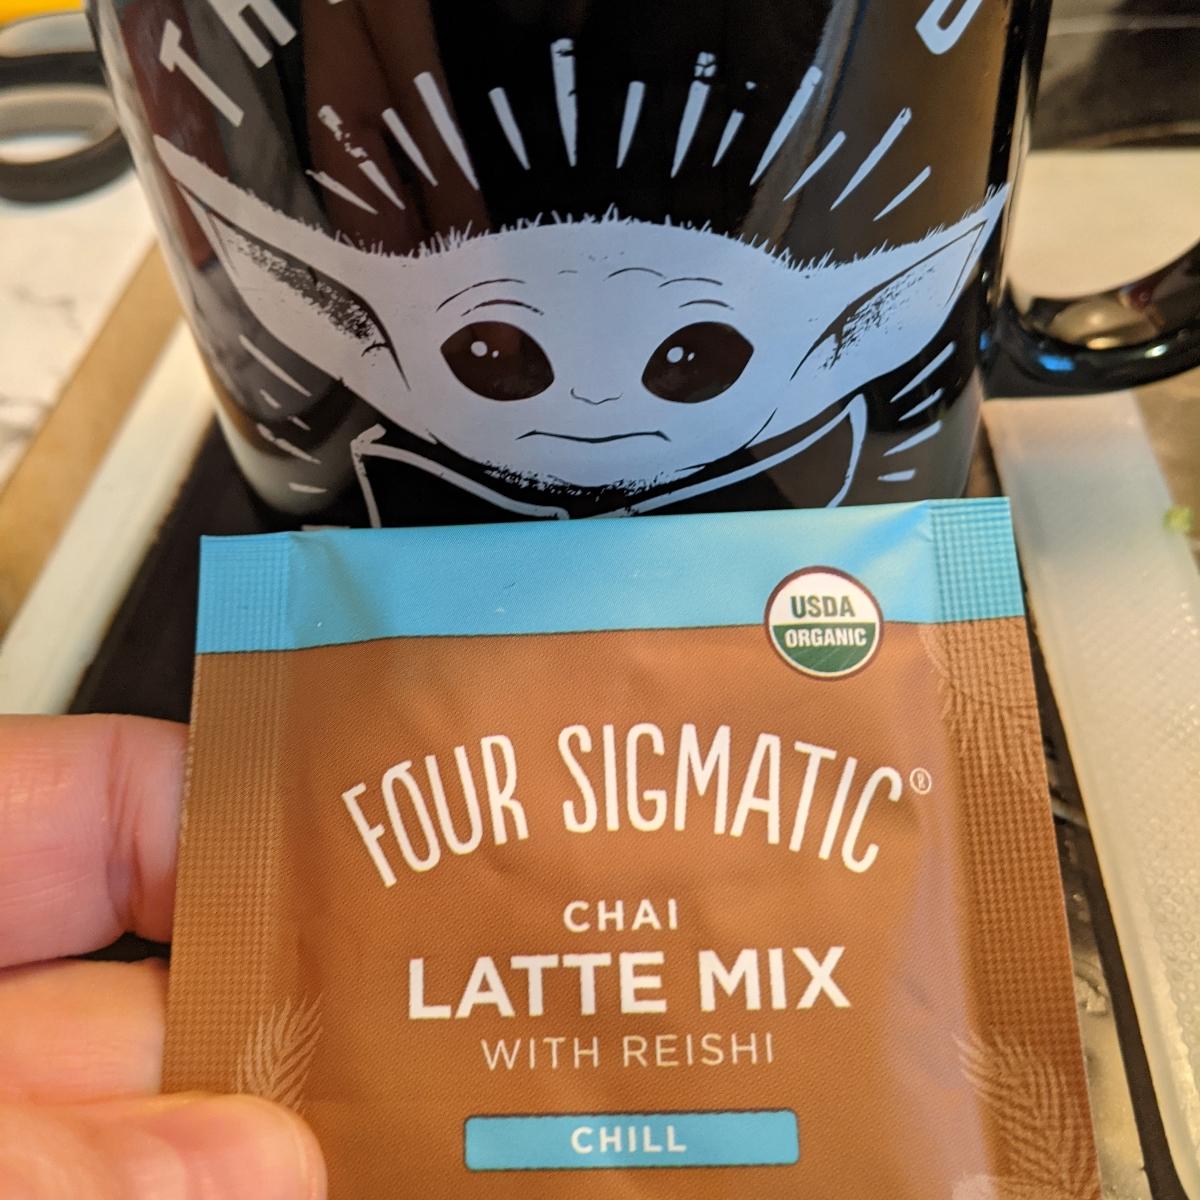 USDA
ORGANIC
FOUR SIGMATIC®
CHAI
LATTE MIX
WITH REISHI
CHILL